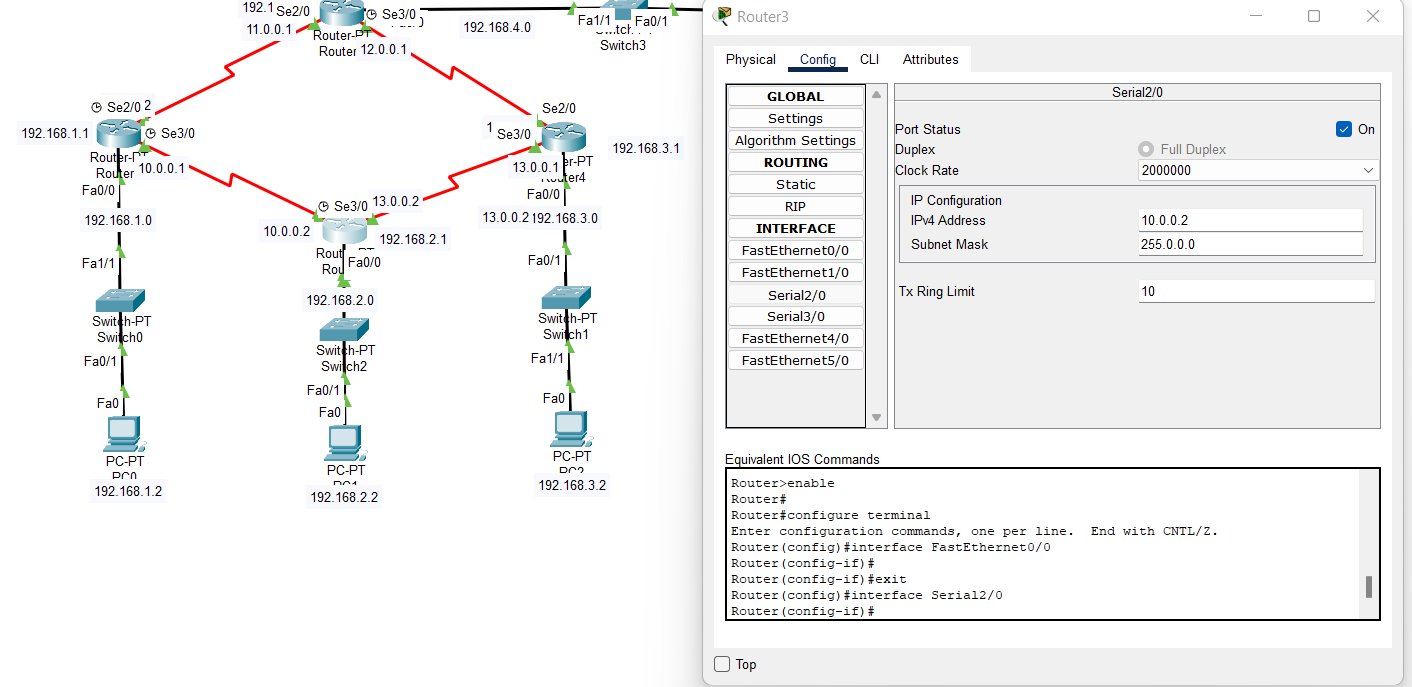 192.1
Se2/0
Se3/0
11.0.0.1
Router-PT
Router
12.0.0.1
192.168.4.0
Fa1/1
Fa0/1
Switch3
Se2/0
2
192.168.1.1
Se3/0
Router
10.0.0.1
Fa0/0
192.168.1.0
Fa1/1
Switch-PT
Switch0
Fa0/1
Fa0
PC-PT
PC0
192.168.1.2
Se3/0
13.0.0.2
10.0.0.2
192.168.2.1
Rout
Rou
Fa0/0
192.168.2.0
Switch-PT
Switch2
Fa0/1
Fa0
PC-PT
PC1
192.168.2.2
Se2/0
1
Se3/0
192.168.3.1
13.0.0.1
er-PT
uter4
Fa0/0
13.0.0.2
192.168.3.0
Fa0/1
Switch-PT
Switch1
Fa1/1
Fa0
PC-PT
PC2
192.168.3.2
Router3
Physical
Config
CLI
Attributes
GLOBAL
Settings
Algorithm Settings
ROUTING
Static
RIP
INTERFACE
FastEthernet0/0
FastEthernet1/0
Serial2/0
Serial3/0
FastEthernet4/0
FastEthernet5/0
Serial2/0
Port Status
On
Duplex
Full Duplex
Clock Rate
2000000
IP Configuration
IPv4 Address
10.0.0.2
Subnet Mask
255.0.0.0
Tx Ring Limit
10
Equivalent IOS Commands
Router>enable
Router#
Router#configure terminal
Enter configuration commands, one per line. End with CNTL/Z.
Router(config)#interface FastEthernet0/0
Router(config-if)#
Router(config-if)#exit
Router(config)#interface Serial2/0
Router(config-if)#
Top